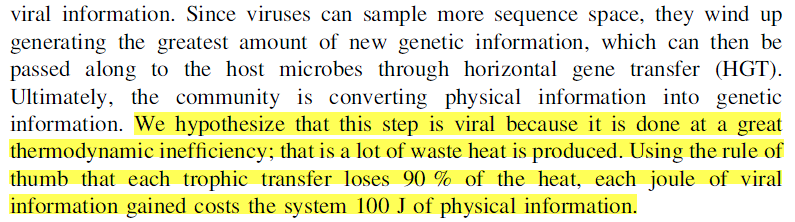 viral information. Since viruses can sample more sequence space, they wind up
generating the greatest amount of new genetic information, which can then be
passed along to the host microbes through horizontal gene transfer (HGT).
Ultimately, the community is converting physical information into genetic
information. We hypothesize that this step is viral because it is done at a great
thermodynamic inefficiency; that is a lot of waste heat is produced. Using the rule of
thumb that each trophic transfer loses 90 % of the heat, each joule of viral
information gained costs the system 100 J of physical information.